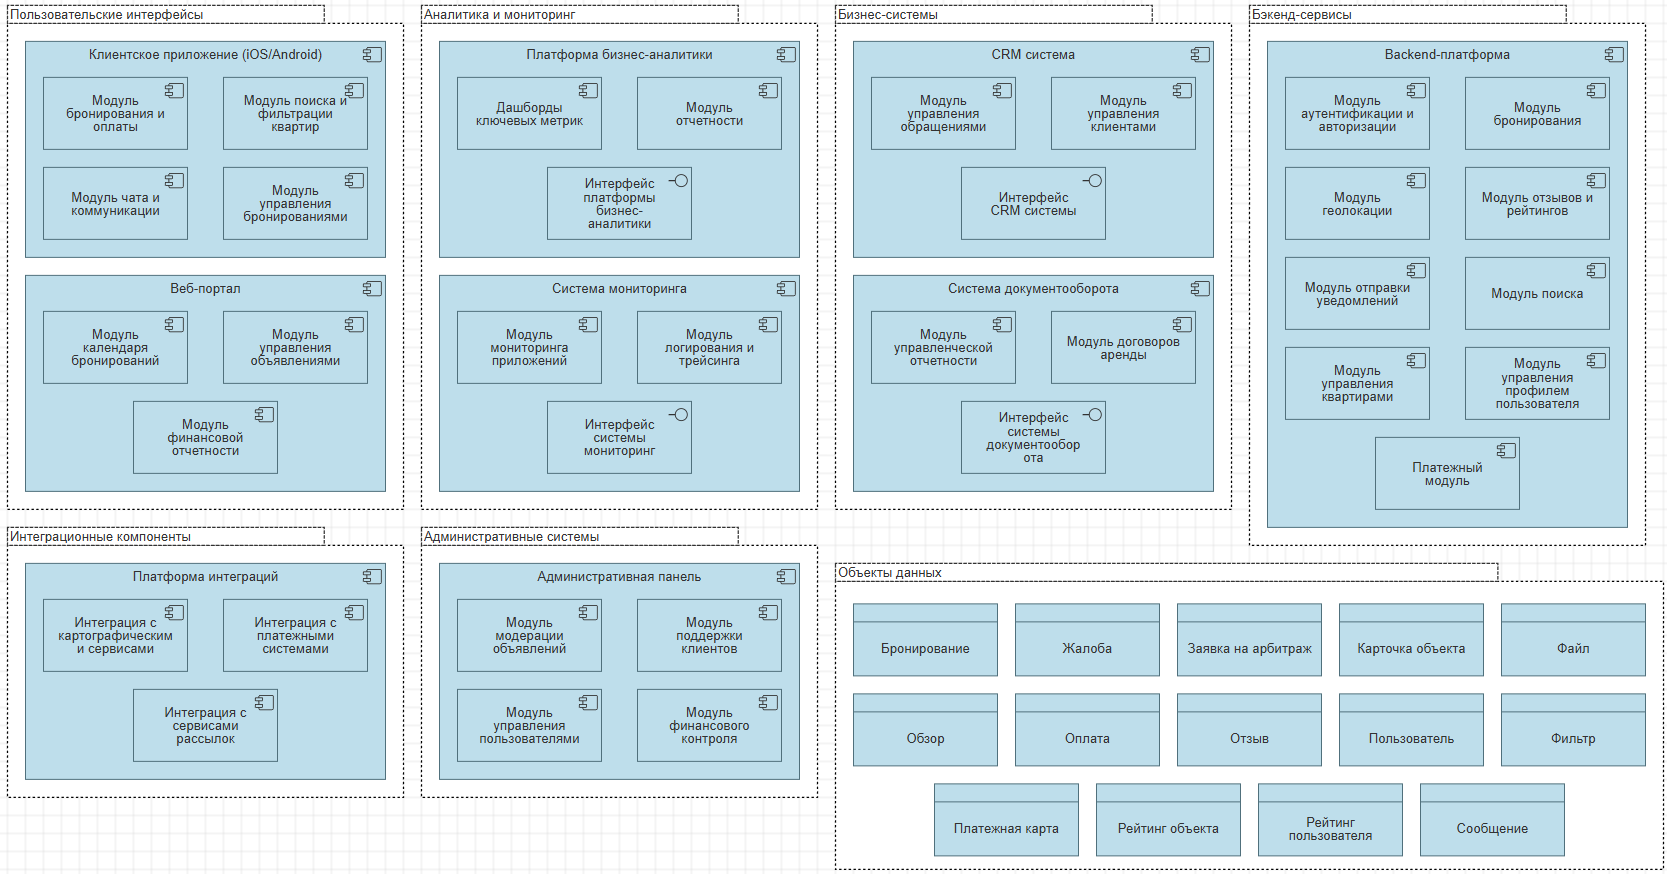 Пользовательские интерфейсы
Клиентское приложение (iOS/Android)
Модуль
бронирования и
оплаты
Модуль поиска и
фильтрации
квартир
Модуль чата и
коммуникации
Модуль
управления
бронированиями
Веб-портал
Модуль
календаря
бронирований
Модуль
управления
объявлениями
Модуль
финансовой
отчетности
Аналитика и мониторинг
Платформа бизнес-аналитики
Дашборды
ключевых метрик
Модуль
отчетности
Интерфейс
платформы
бизнес-
аналитики
Система мониторинга
Модуль
мониторинга
приложений
Модуль
логирования и
трейсинга
Интерфейс
системы
мониторинг
Бизнес-системы
CRM система
Модуль
управления
обращениями
Модуль
управления
клиентами
Интерфейс
CRM системы
Система документооборота
Модуль
управленческой
отчетности
Модуль договоров
аренды
Интерфейс
системы
документообор
ота
Бэкенд-сервисы
Backend-платформа
Модуль
аутентификации и
авторизации
Модуль
бронирования
Модуль
геолокации
Модуль отзывов и
рейтингов
Модуль отправки
уведомлений
Модуль поиска
Модуль
управления
квартирами
Модуль
управления
профилем
пользователя
Платежный
модуль
Интеграционные компоненты
Платформа интеграций
Интеграция с
картографическим
и сервисами
Интеграция с
платежными
системами
Интеграция с
сервисами
рассылок
Административные системы
Административная панель
Модуль
модерации
объявлений
Модуль
поддержки
клиентов
Модуль
управления
пользователями
Модуль
финансового
контроля
Объекты данных
Бронирование
Жалоба
Заявка на арбитраж
Карточка объекта
Файл
Обзор
Оплата
Отзыв
Пользователь
Фильтр
Платежная карта
Рейтинг объекта
Рейтинг
пользователя
Сообщение